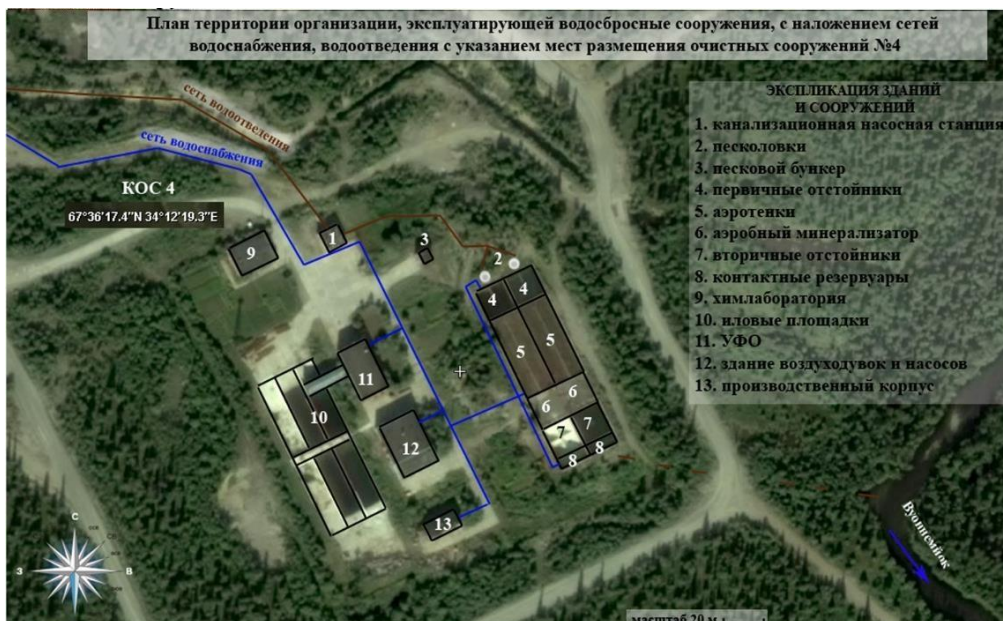 План территории организации, эксплуатирующей водосбросные сооружения, с наложением сетей
водоснабжения, водоотведения с указанием мест размещения очистных сооружений №4
ЭКСПЛИКАЦИЯ ЗДАНИЙ
И СООРУЖЕНИЙ
1. канализационная насосная станция
2. песколовки
3. песковой бункер
4. первичные отстойники
5. аэротенки
6. аэробный минерализатор
7. вторичные отстойники
8. контактные резервуары
9. химлаборатория
10. иловые площадки
11. УФО
12. здание воздуходувок и насосов
13. производственный корпус
сеть водоотведения
сеть водоснабжения
КОС 4
67°36'17.4"N 34°12'19.3"E
1
9
3
2
4
4
5
5
11
10
6
6
7
7
12
8
8
13
Вуоннемйок
С
З
В
масштаб 20 м